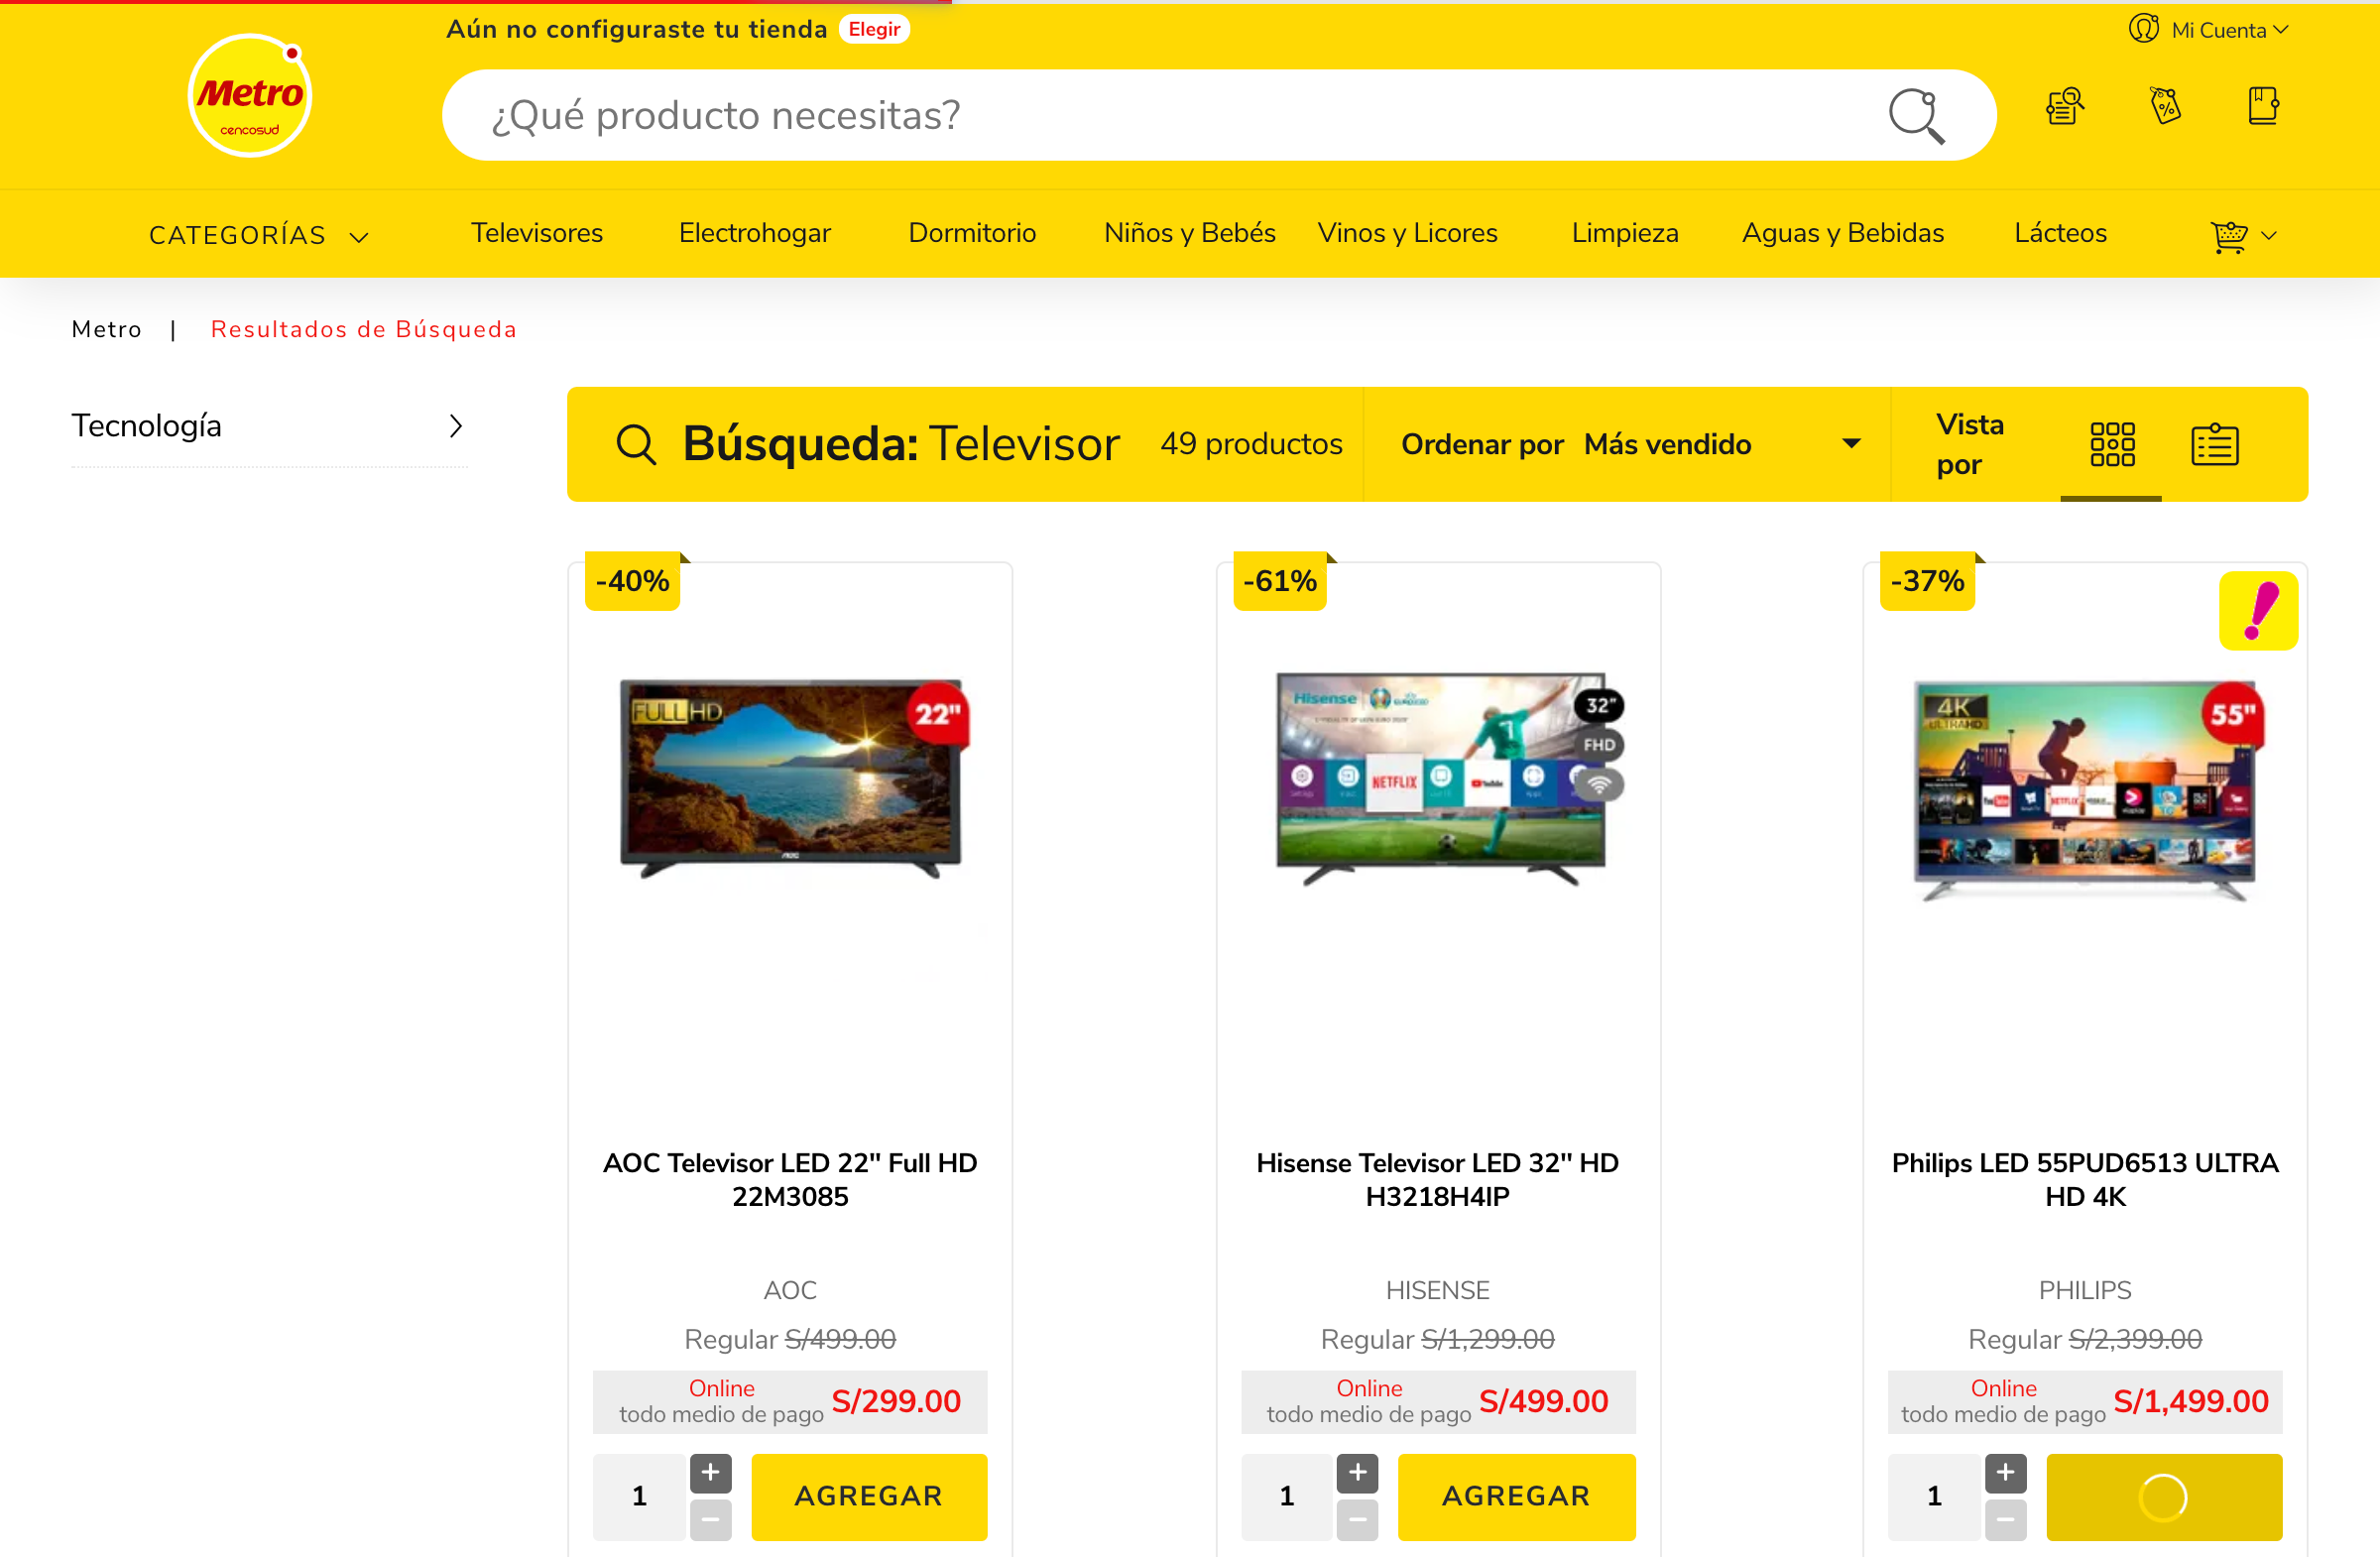 Aún no configuraste tu tienda Elegir
Mi Cuenta
Metro
cencosud
¿Qué producto necesitas?
CATEGORÍAS
Televisores
Electrohogar
Dormitorio
Niños y Bebés
Vinos y Licores
Limpieza
Aguas y Bebidas
Lácteos
Metro | Resultados de Búsqueda
Tecnología
Búsqueda: Televisor 49 productos
Ordenar por Más vendido
Vista
por
-40%
FULL HD
22"
AOC
AOC Televisor LED 22" Full HD
22M3085
AOC
Regular S/499.00
Online
todo medio de pago
S/299.00
1
+
-
AGREGAR
-61%
Hisense
32"
FHD
NETFLIX
YouTube
Hisense Televisor LED 32" HD
H3218H4IP
HISENSE
Regular S/1,299.00
Online
todo medio de pago
S/499.00
1
+
-
AGREGAR
-37%
!
4K
ULTRAHD
55"
NETFLIX
Philips LED 55PUD6513 ULTRA
HD 4K
PHILIPS
Regular S/2,399.00
Online
todo medio de pago
S/1,499.00
1
+
-